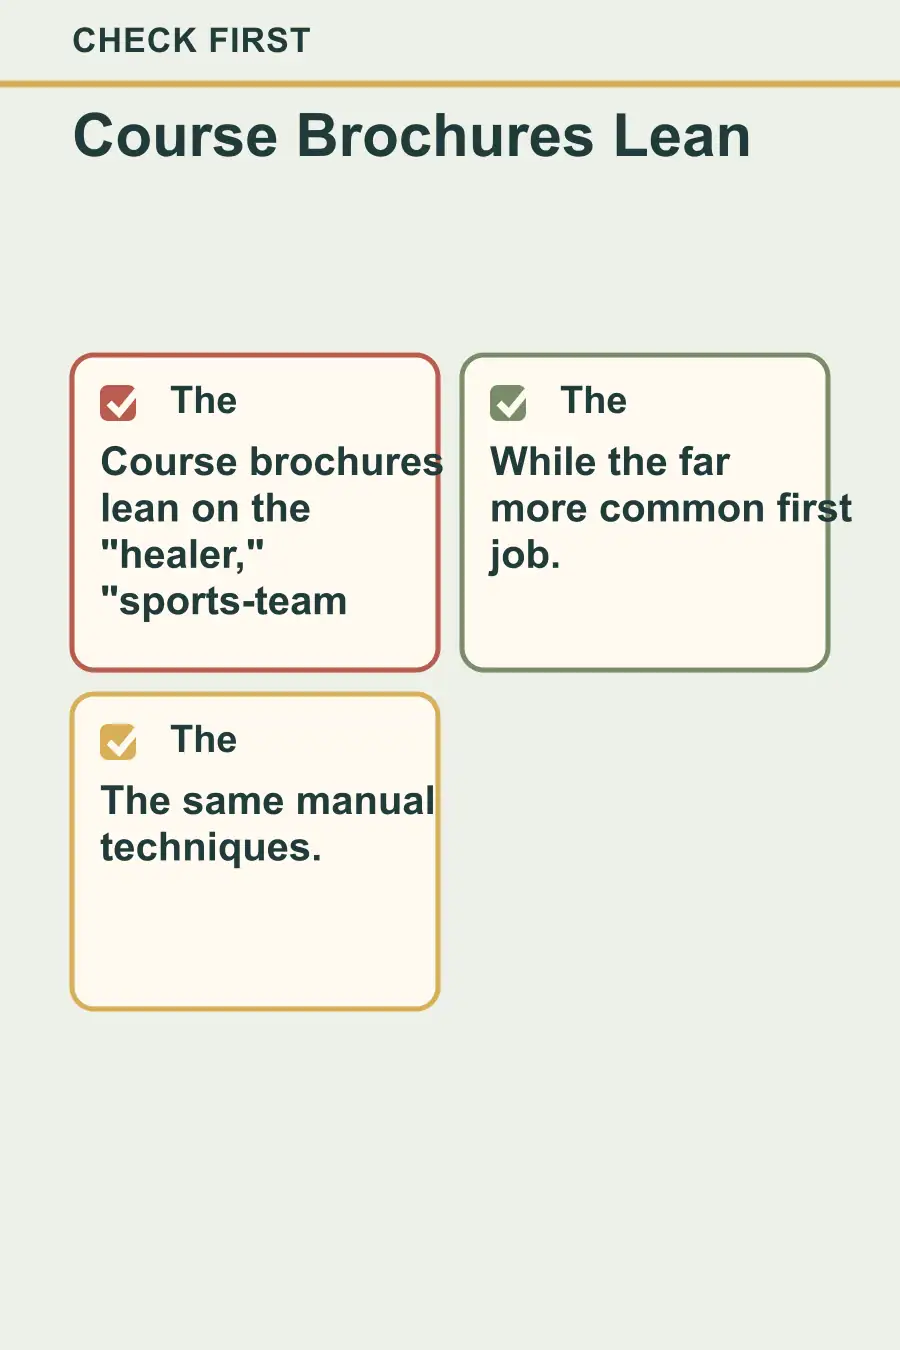 CHECK FIRST
Course Brochures Lean
The
Course brochures
lean on the
"healer,"
"sports-team
The
While the far
more common first
job.
The
The same manual
techniques.